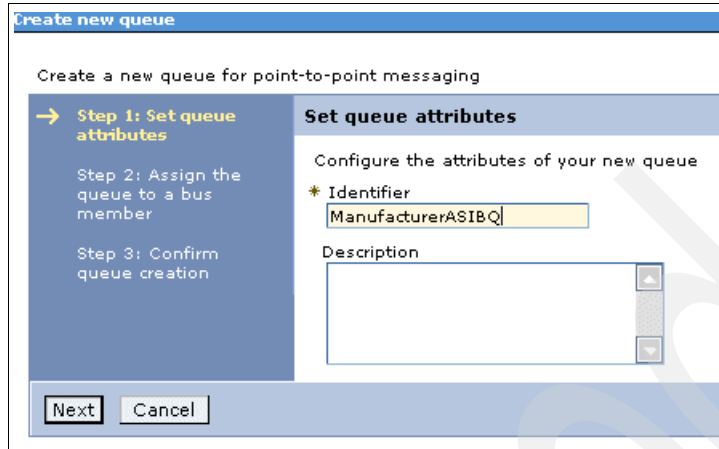 Create new queue
Create a new queue for point-to-point messaging
Step 1: Set queue
attributes
Step 2: Assign the
queue to a bus
member
Step 3: Confirm
queue creation
Set queue attributes
Configure the attributes of your new queue
* Identifier
ManufacturerASIBQ
Description
Next
Cancel